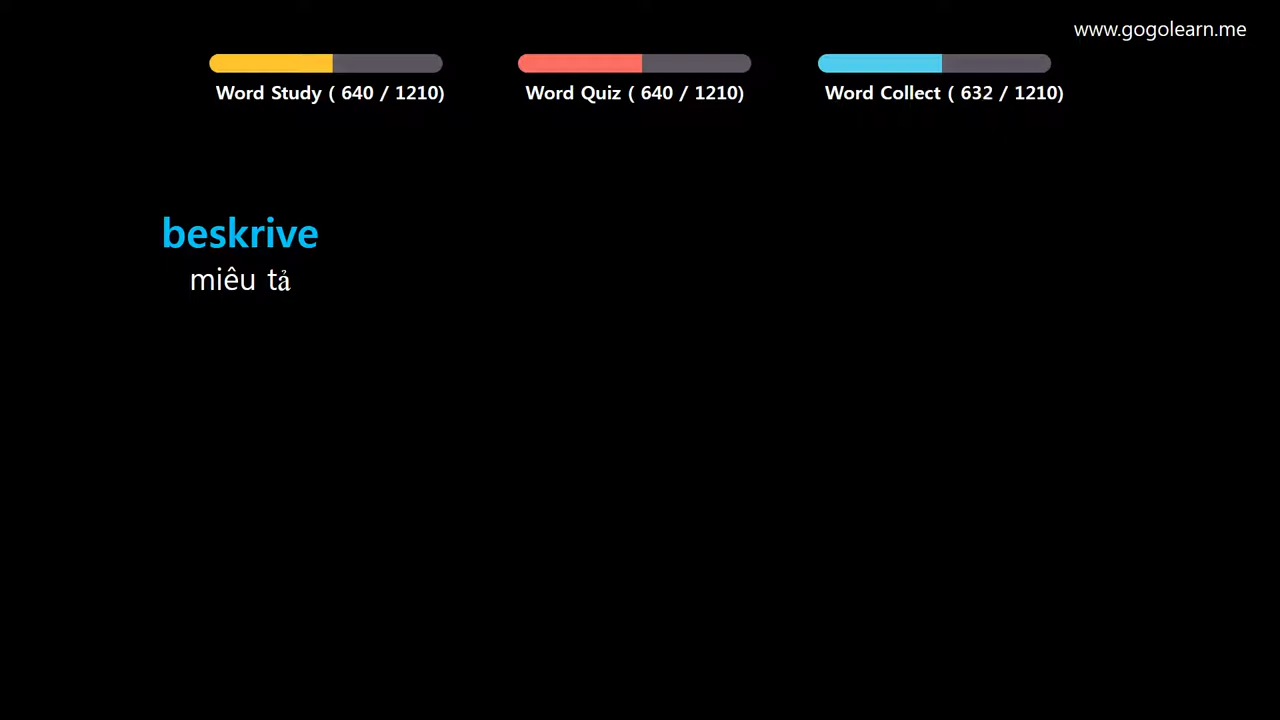 www.gogolearn.me
Word Study ( 640 / 1210)
Word Quiz ( 640 / 1210)
Word Collect ( 632 / 1210)
beskrive
miêu tả